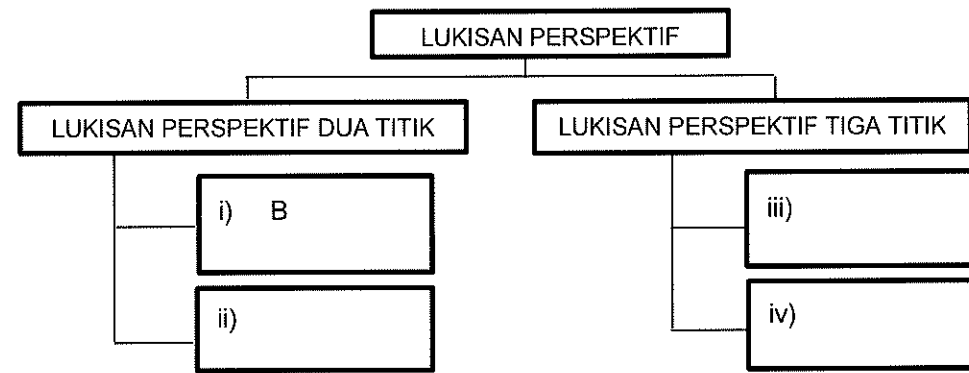 LUKISAN PERSPEKTIF
LUKISAN PERSPEKTIF DUA TITIK
LUKISAN PERSPEKTIF TIGA TITIK
i) B
ii)
iii)
iv)